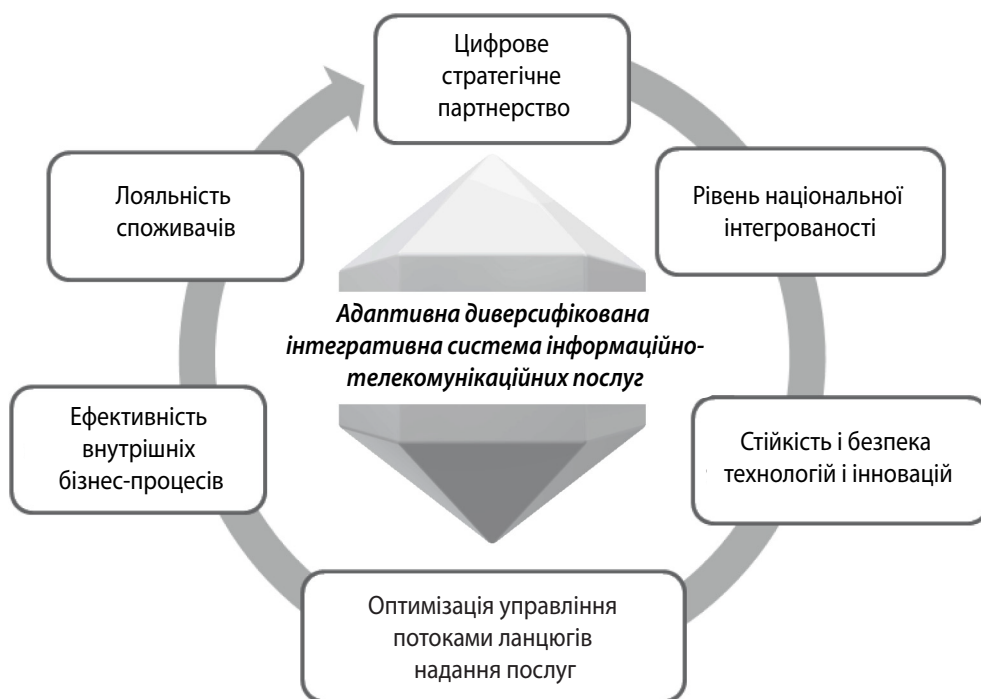 Цифрове
стратегічне
партнерство
Лояльність
споживачів
Рівень національної
інтегрованості
Адаптивна диверсифікована
інтегративна система інформаційно-
телекомунікаційних послуг
Ефективність
внутрішніх
бізнес-процесів
Стійкість і безпека
технологій і інновацій
Оптимізація управління
потоками ланцюгів
надання послуг